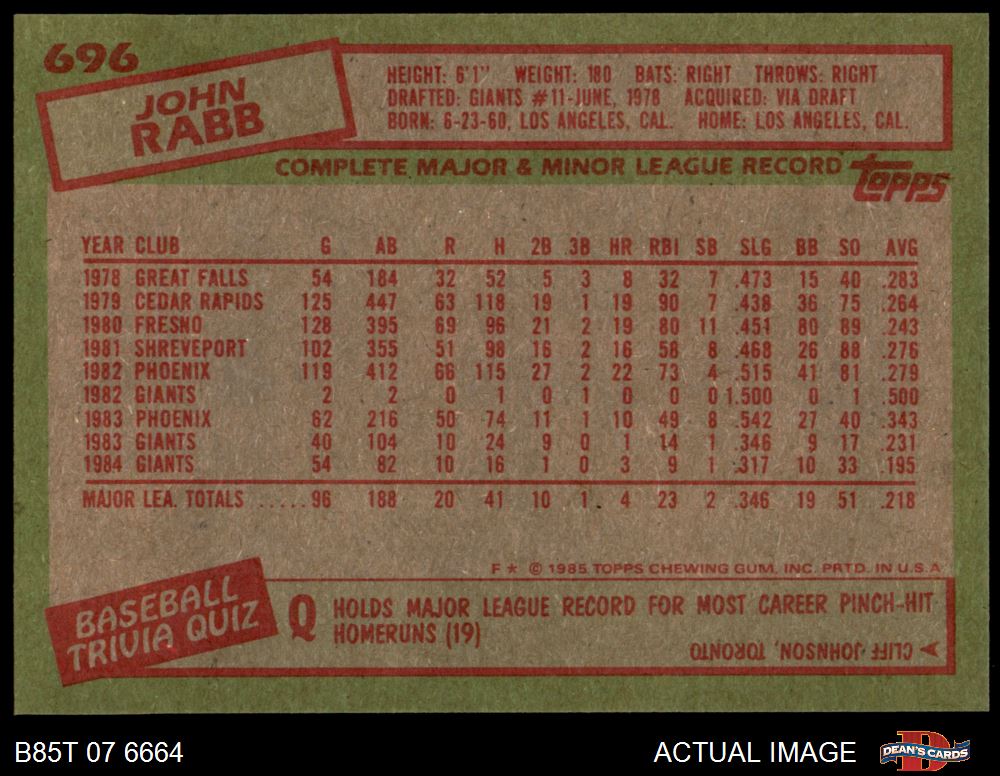 696
JOHN
RABB
HEIGHT: 6'1" WEIGHT: 180 BATS: RIGHT THROWS: RIGHT
DRAFTED: GIANTS #11-JUNE, 1978 ACQUIRED: VIA DRAFT
BORN: 6-23-60, LOS ANGELES, CAL. HOME: LOS ANGELES, CAL.
COMPLETE MAJOR & MINOR LEAGUE RECORD
TOPPS
YEAR CLUB G AB R H 2B 3B HR RBI SB SLG BB SO AVG
1978 GREAT FALLS 54 184 32 52 5 3 8 32 7 .473 15 40 .283
1979 CEDAR RAPIDS 125 447 63 118 19 1 19 90 7 .438 36 75 .264
1980 FRESNO 128 395 69 96 21 2 19 80 11 .451 80 89 .243
1981 SHREVEPORT 102 355 51 98 16 2 16 58 8 .468 26 88 .276
1982 PHOENIX 119 412 66 115 27 2 22 73 4 .515 41 81 .279
1982 GIANTS 2 2 0 1 0 1 0 0 0 1.500 0 1 .500
1983 PHOENIX 62 216 50 74 11 1 10 49 8 .542 27 40 .343
1983 GIANTS 40 104 10 24 9 0 1 14 1 .346 9 17 .231
1984 GIANTS 54 82 10 16 1 0 3 9 1 .317 10 33 .195
MAJOR LEA. TOTALS .....96 188 20 41 10 1 4 23 2 .346 19 51 .218
F★ © 1985 TOPPS CHEWING GUM, INC. PRTD. IN U.S.A.
BASEBALL
TRIVIA QUIZ
Q HOLDS MAJOR LEAGUE RECORD FOR MOST CAREER PINCH-HIT
HOMERUNS (19)
A CLIFF JOHNSON, TORONTO
B85T 07 6664
ACTUAL IMAGE
D
DEAN'S CARDS